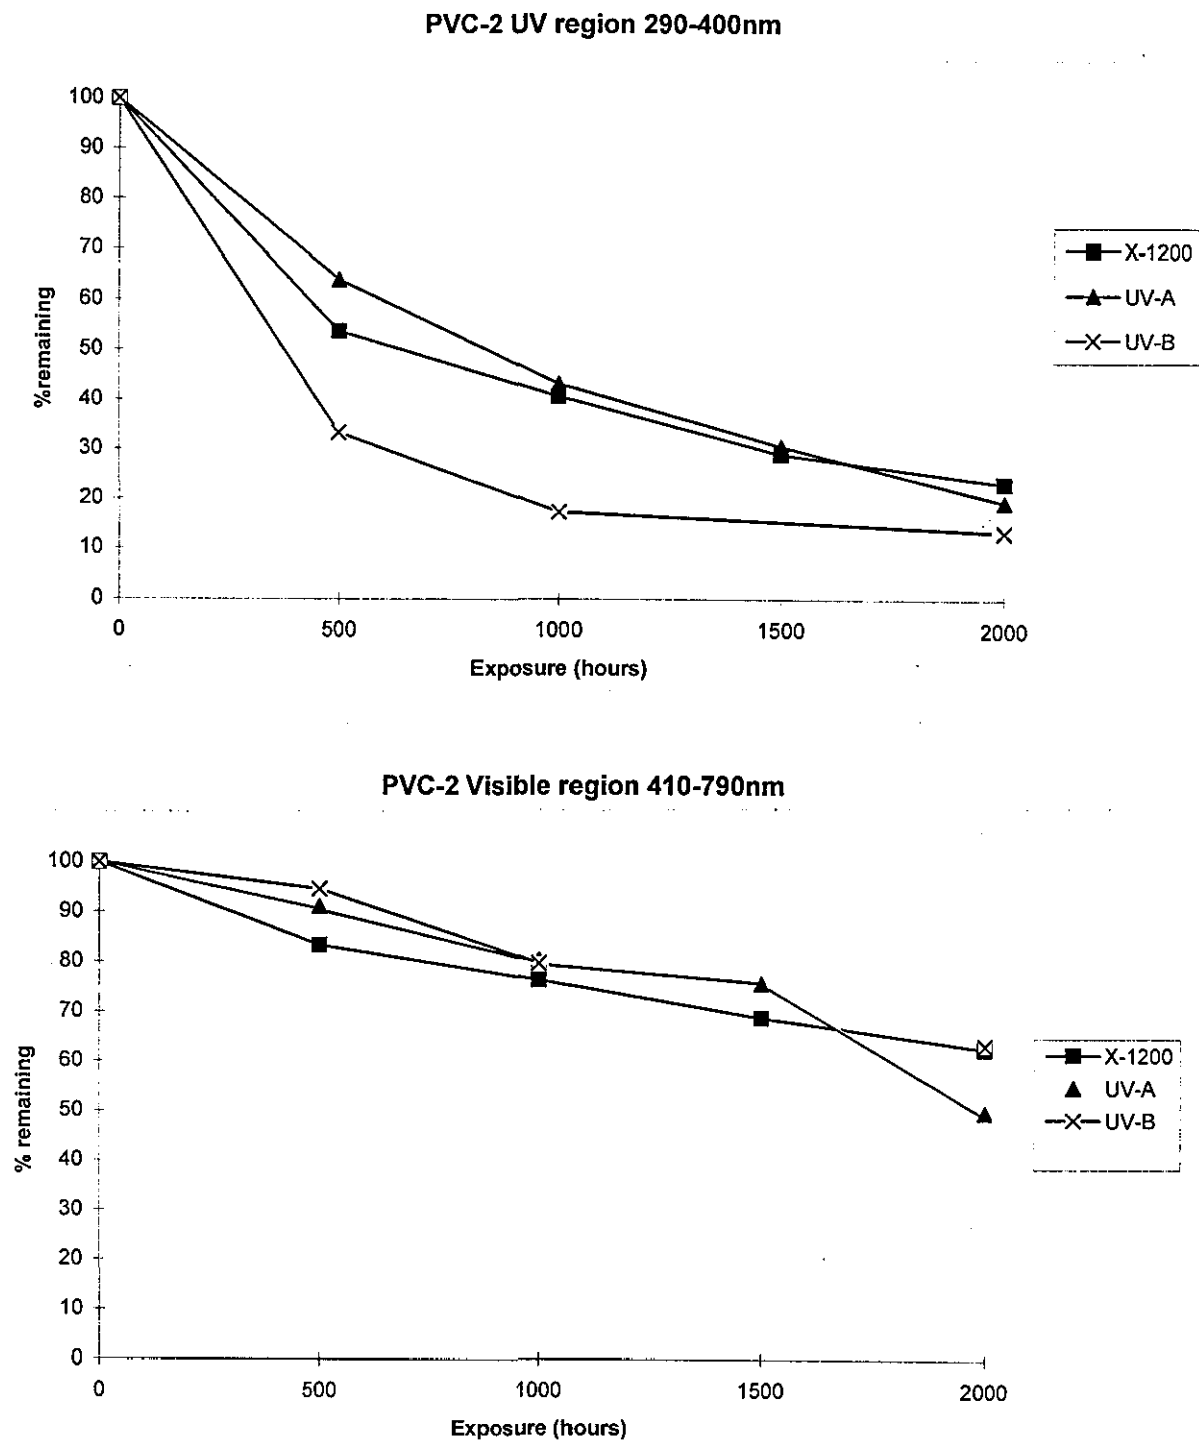 PVC-2 UV region 290-400nm
100
90
80
70
60
50
40
30
20
10
0
%remaining
0 500 1000 1500 2000
Exposure (hours)
X-1200
UV-A
UV-B
PVC-2 Visible region 410-790nm
100
90
80
70
60
50
40
30
20
10
0
% remaining
0 500 1000 1500 2000
Exposure (hours)
X-1200
UV-A
UV-B